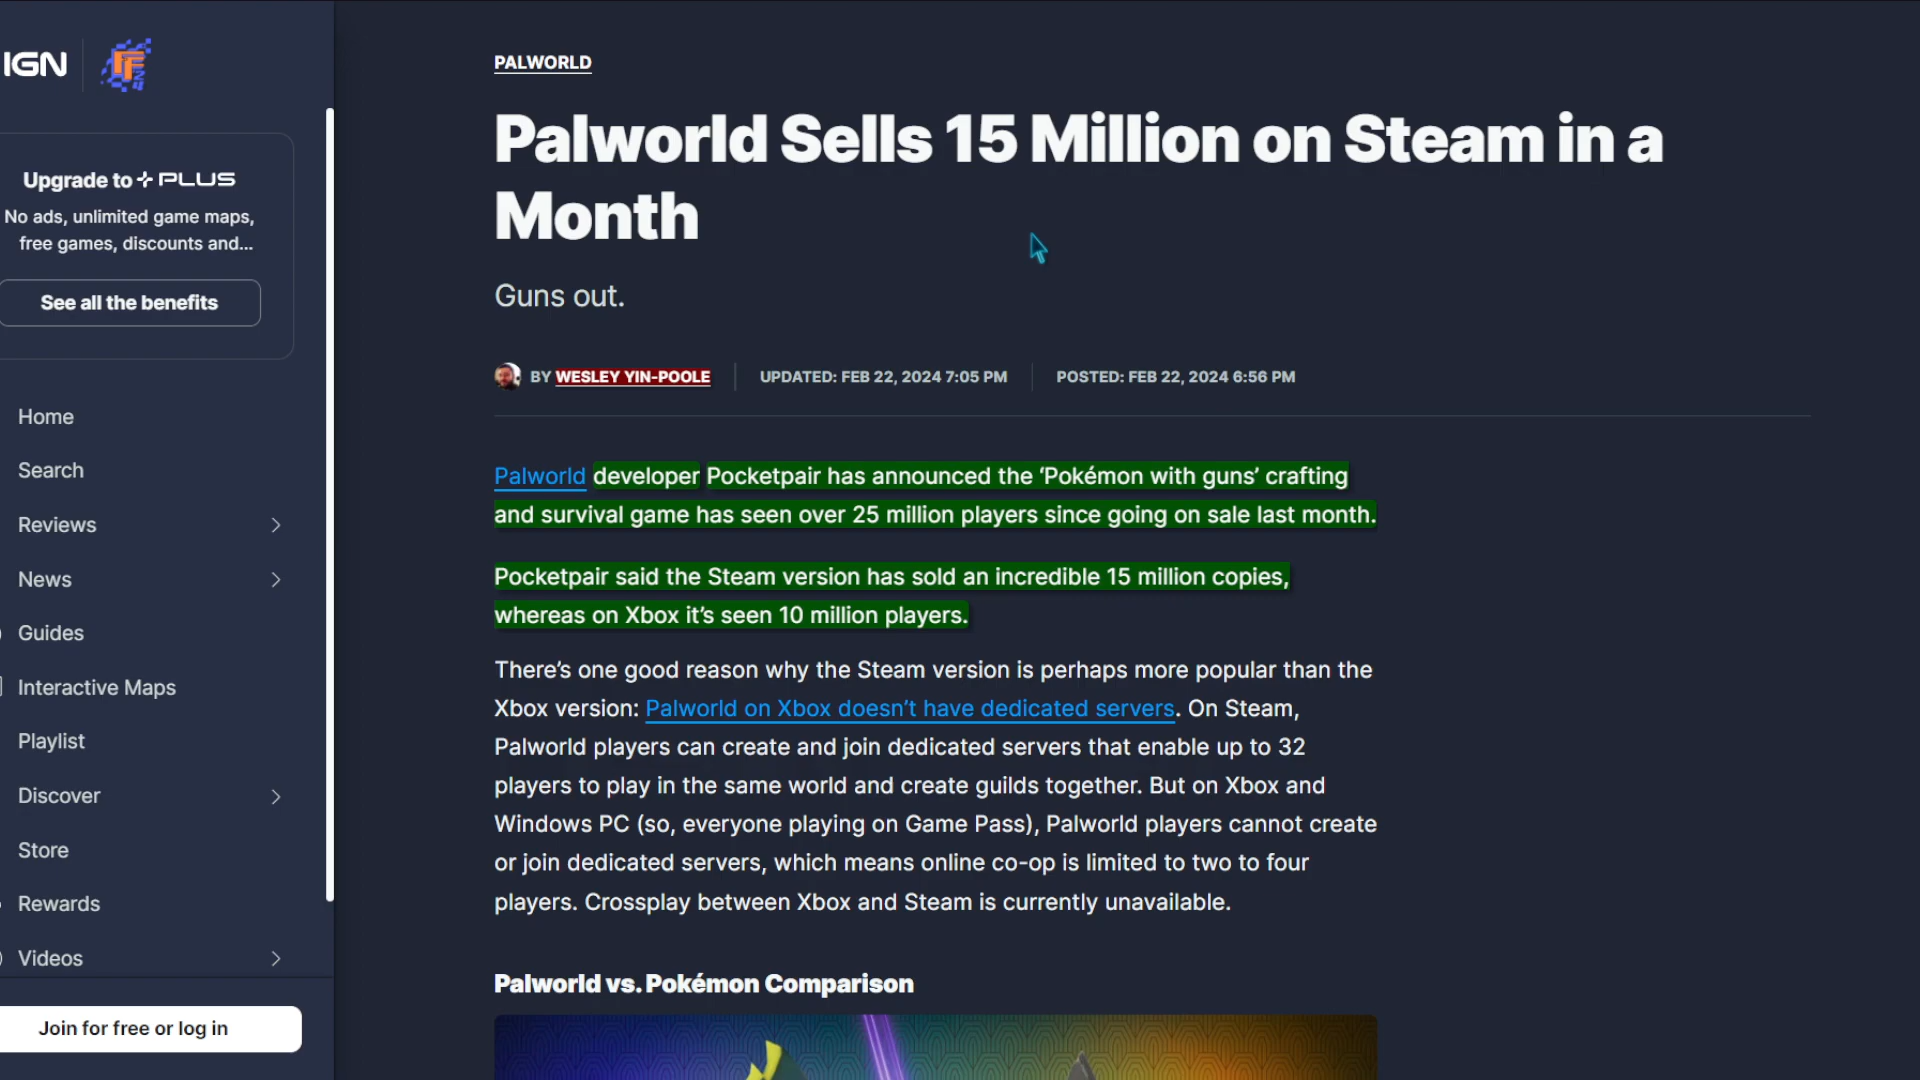 IGN
Upgrade to + PLUS
No ads, unlimited game maps,
free games, discounts and...
See all the benefits
Home
Search
Reviews
News
Guides
Interactive Maps
Playlist
Discover
Store
Rewards
Videos
Join for free or log in
PALWORLD
Palworld Sells 15 Million on Steam in a
Month
Guns out.
BY WESLEY YIN-POOLE
UPDATED: FEB 22, 2024 7:05 PM
POSTED: FEB 22, 2024 6:56 PM
Palworld developer Pocketpair has announced the ‘Pokémon with guns’ crafting
and survival game has seen over 25 million players since going on sale last month.
Pocketpair said the Steam version has sold an incredible 15 million copies,
whereas on Xbox it’s seen 10 million players.
There’s one good reason why the Steam version is perhaps more popular than the
Xbox version: Palworld on Xbox doesn’t have dedicated servers. On Steam,
Palworld players can create and join dedicated servers that enable up to 32
players to play in the same world and create guilds together. But on Xbox and
Windows PC (so, everyone playing on Game Pass), Palworld players cannot create
or join dedicated servers, which means online co-op is limited to two to four
players. Crossplay between Xbox and Steam is currently unavailable.
Palworld vs. Pokémon Comparison